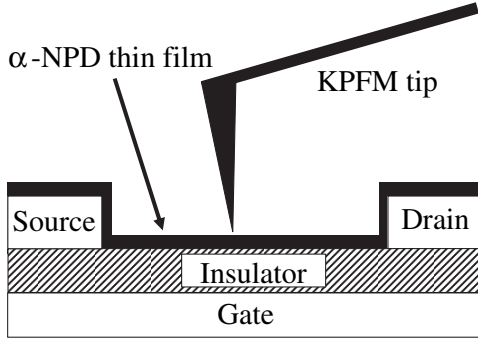 α-NPD thin film
KPFM tip
Source
Drain
Insulator
Gate